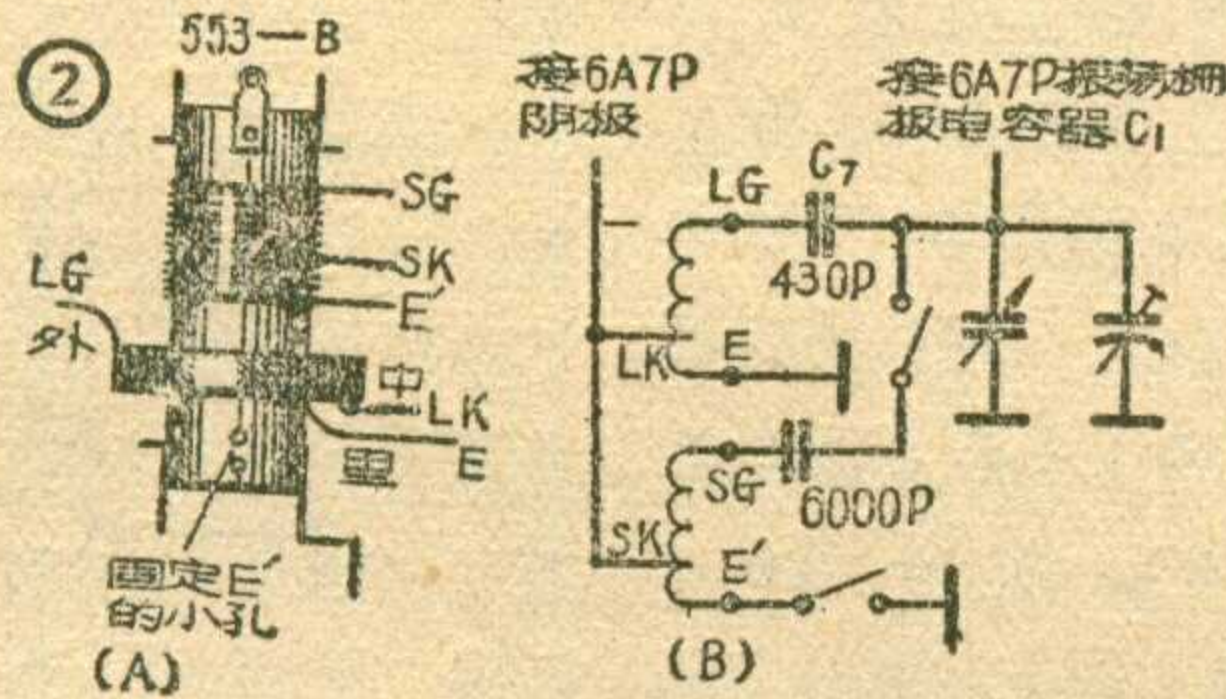 ②
553—B
SG
SK
E′
LG
外
中
LK
里
E
固定E′
的小孔
(A)
接6A7P
阴极
接6A7P振荡栅
极电容器C₁
LG
C₇
430P
LK
E
SG
6000P
SK
E′
(B)